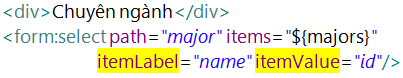 <div>Chuyên ngành</div>
<form:select path="major" items="${majors}"
itemLabel="name" itemValue="id"/>